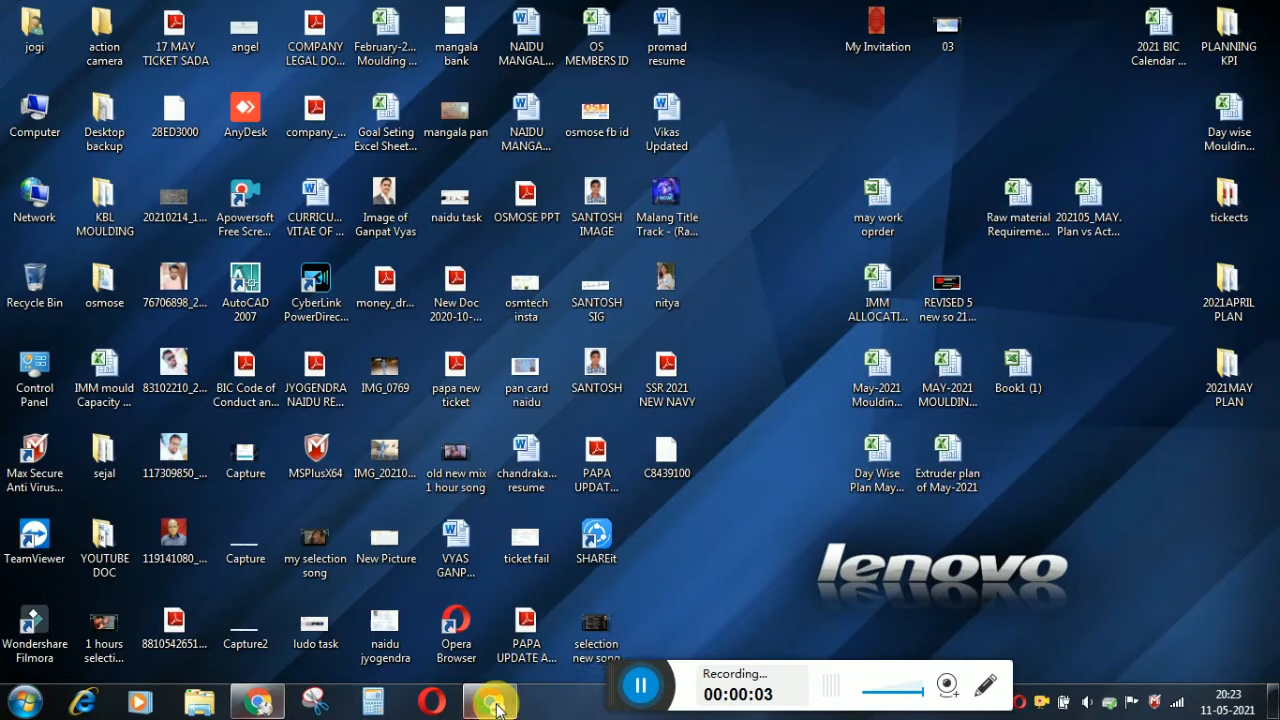 jogi
action
camera
17 MAY
TICKET SADA
angel
COMPANY
LEGAL DO...
February-2...
Moulding ...
mangala
bank
NAIDU
MANGAL...
OS
MEMBERS ID
promad
resume
My Invitation
03
2021 BIC
Calendar ...
PLANNING
KPI
Computer
Desktop
backup
28ED3000
AnyDesk
company_...
Goal Seting
Excel Sheet...
mangala pan
NAIDU
MANGA...
osmose fb id
Vikas
Updated
Day wise
Mouldin...
Network
KBL
MOULDING
20210214_1...
Apowersoft
Free Scre...
CURRICU...
VITAE OF ...
Image of
Ganpat Vyas
naidu task
OSMOSE PPT
SANTOSH
IMAGE
Malang Title
Track - (Ra...
may work
oprder
Raw material
Requireme...
202105_MAY.
Plan vs Act...
tickects
Recycle Bin
osmose
76706898_2...
AutoCAD
2007
CyberLink
PowerDirec...
money_dr...
New Doc
2020-10-...
osmtech
insta
SANTOSH
SIG
nitya
IMM
ALLOCATI...
REVISED 5
new so 21...
2021APRIL
PLAN
Control
Panel
IMM mould
Capacity ...
83102210_2...
BIC Code of
Conduct an...
JYOGENDRA
NAIDU RE...
IMG_0769
papa new
ticket
pan card
naidu
SANTOSH
SSR 2021
NEW NAVY
May-2021
Mouldin...
MAY-2021
MOULDIN...
Book1 (1)
2021MAY
PLAN
Max Secure
Anti Virus...
sejal
117309850_...
Capture
MSPlusX64
IMG_20210...
old new mix
1 hour song
chandraka...
resume
PAPA
UPDAT...
C8439100
Day Wise
Plan May...
Extruder plan
of May-2021
TeamViewer
YOUTUBE
DOC
119141080_...
Capture
my selection
song
New Picture
VYAS
GANP...
ticket fail
SHAREit
lenovo
Wondershare
Filmora
1 hours
selecti...
8810542651...
Capture2
ludo task
naidu
jyogendra
Opera
Browser
PAPA
UPDATE A...
selection
new song
Recording...
00:00:03
20:23
11-05-2021